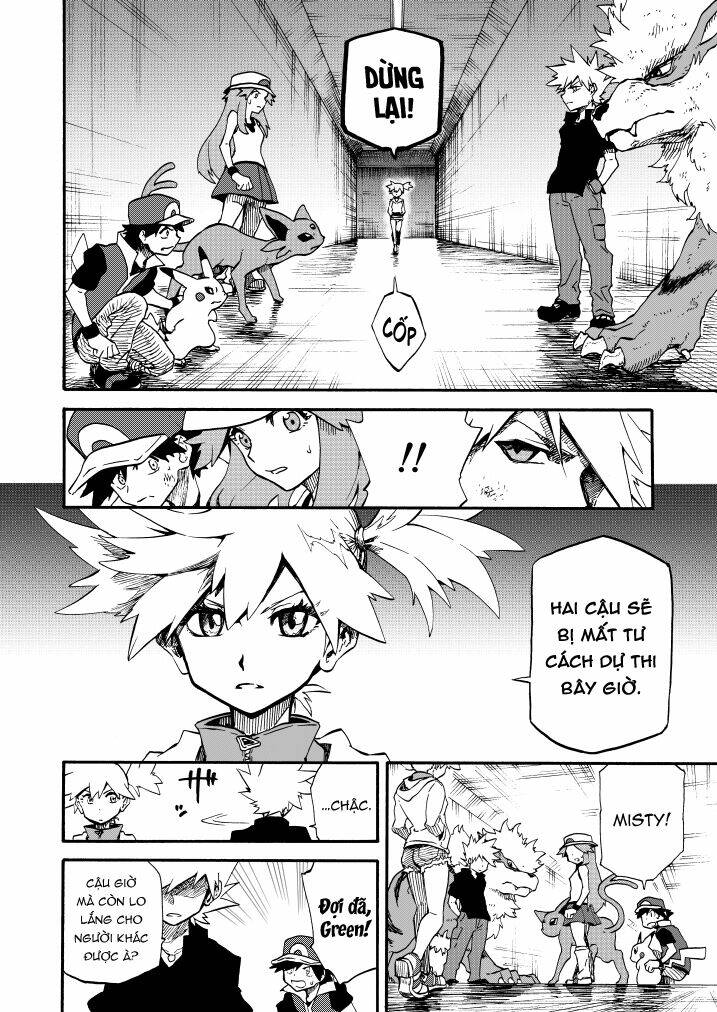 DỪNG
LẠI!
CỐP
!!
HAI CẬU SẼ
BỊ MẤT TƯ
CÁCH DỰ THI
BÂY GIỜ.
MISTY!
...CHẬC.
Đợi đã,
Green!
CẬU GIỜ
MÀ CÒN LO
LẮNG CHO
NGƯỜI KHÁC
ĐƯỢC À?